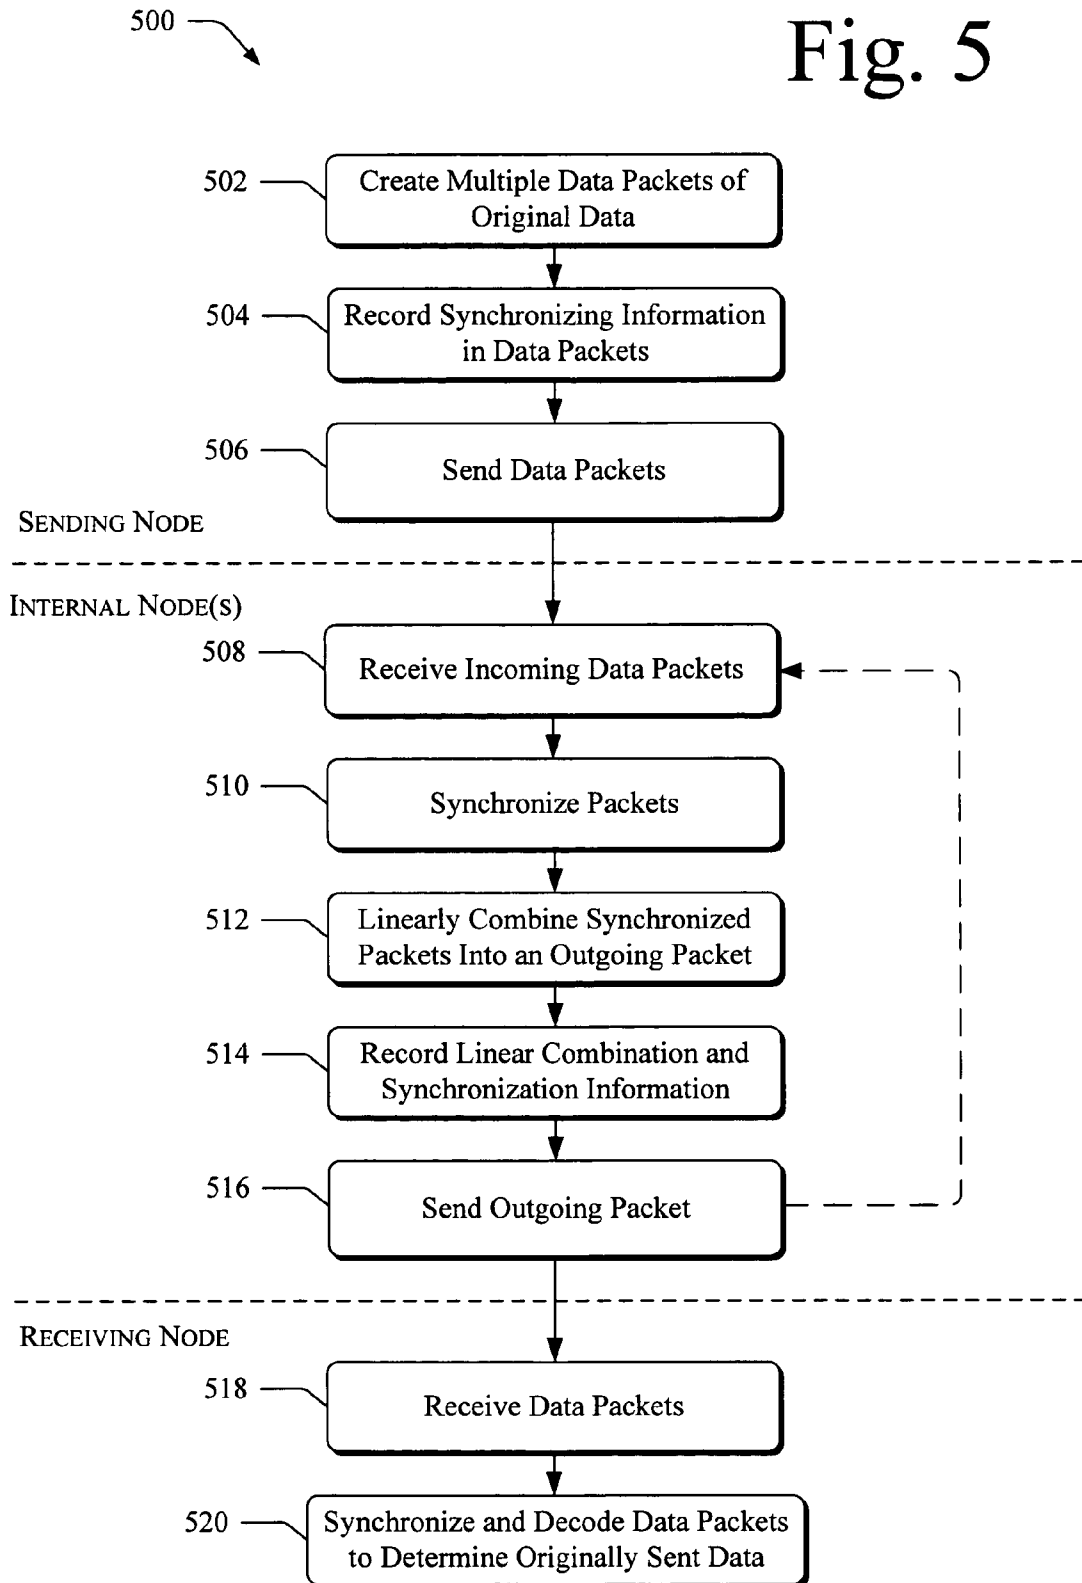 500
Fig. 5
502
Create Multiple Data Packets of
Original Data
504
Record Synchronizing Information
in Data Packets
506
Send Data Packets
SENDING NODE
INTERNAL NODE(S)
508
Receive Incoming Data Packets
510
Synchronize Packets
512
Linearly Combine Synchronized
Packets Into an Outgoing Packet
514
Record Linear Combination and
Synchronization Information
516
Send Outgoing Packet
RECEIVING NODE
518
Receive Data Packets
520
Synchronize and Decode Data Packets
to Determine Originally Sent Data